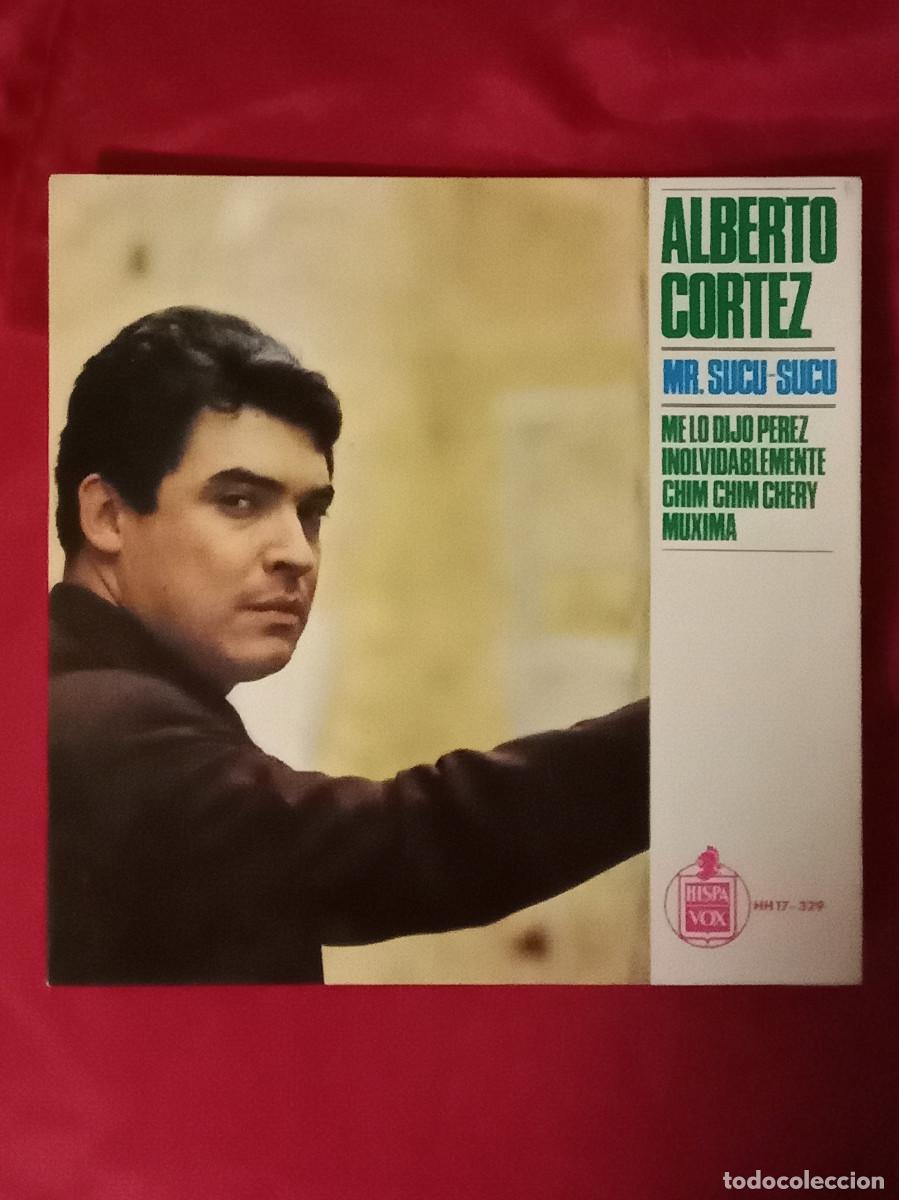 ALBERTO
CORTEZ
MR. SUCU-SUCU
ME LO DIJO PEREZ
INOLVIDABLEMENTE
CHIM CHIM CHERY
MUXIMA
HISPA
VOX
HH 17-329
todocoleccion